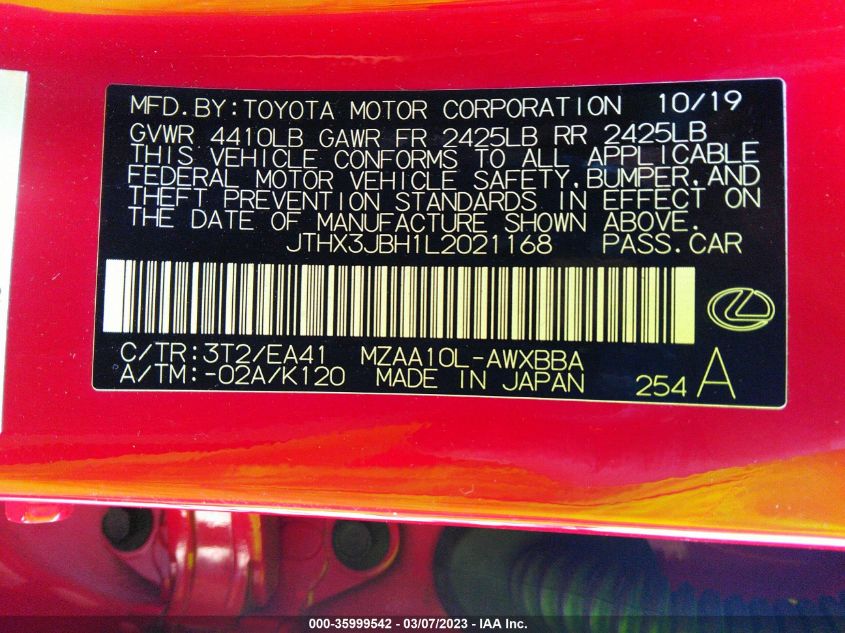 MFD.BY:TOYOTA MOTOR CORPORATION 10/19
GVWR 4410LB GAWR FR 2425LB RR 2425LB
THIS VEHICLE CONFORMS TO ALL APPLICABLE
FEDERAL MOTOR VEHICLE SAFETY,BUMPER,AND
THEFT PREVENTION STANDARDS IN EFFECT ON
THE DATE OF MANUFACTURE SHOWN ABOVE.
JTHX3JBH1L2021168 PASS.CAR
C/TR:3T2/EA41 MZAA10L-AWXBBA
A/TM:-02A/K120 MADE IN JAPAN 254 A
000-35999542 - 03/07/2023 - IAA Inc.